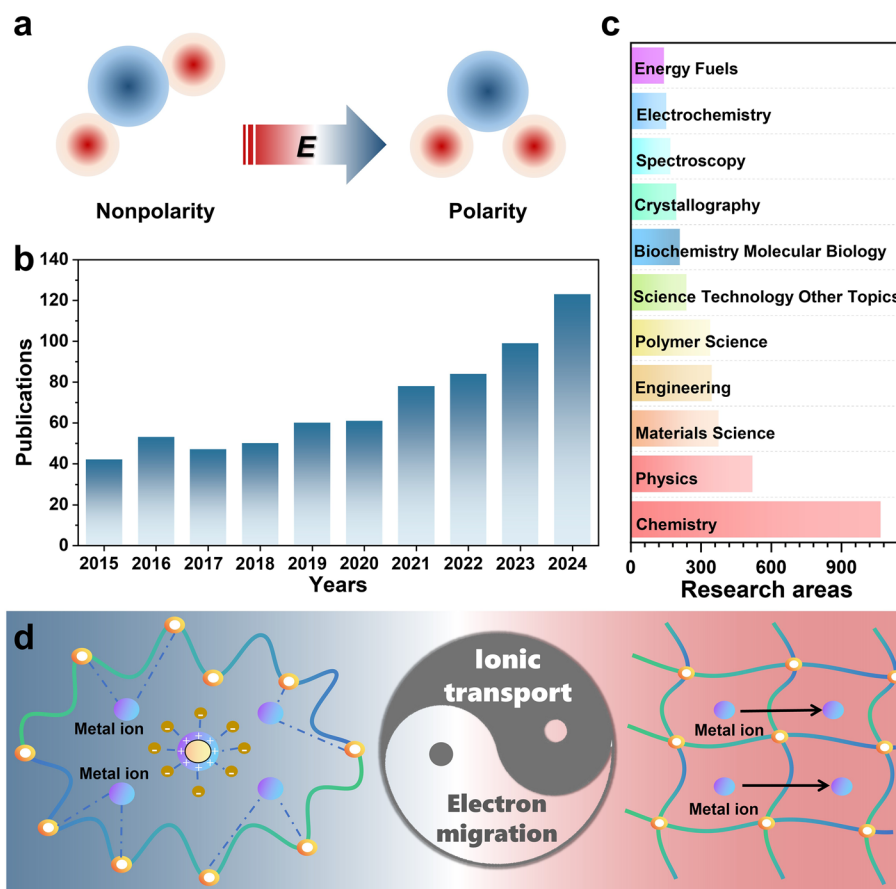 a
E
Nonpolarity
Polarity
b
140
120
100
80
60
40
20
0
Publications
2015 2016 2017 2018 2019 2020 2021 2022 2023 2024
Years
c
Energy Fuels
Electrochemistry
Spectroscopy
Crystallography
Biochemistry Molecular Biology
Science Technology Other Topics
Polymer Science
Engineering
Materials Science
Physics
Chemistry
0 300 600 900
Research areas
d
Metal ion
Metal ion
+ + + + + +
- - - - - - - -
Ionic
transport
Electron
migration
Metal ion
Metal ion